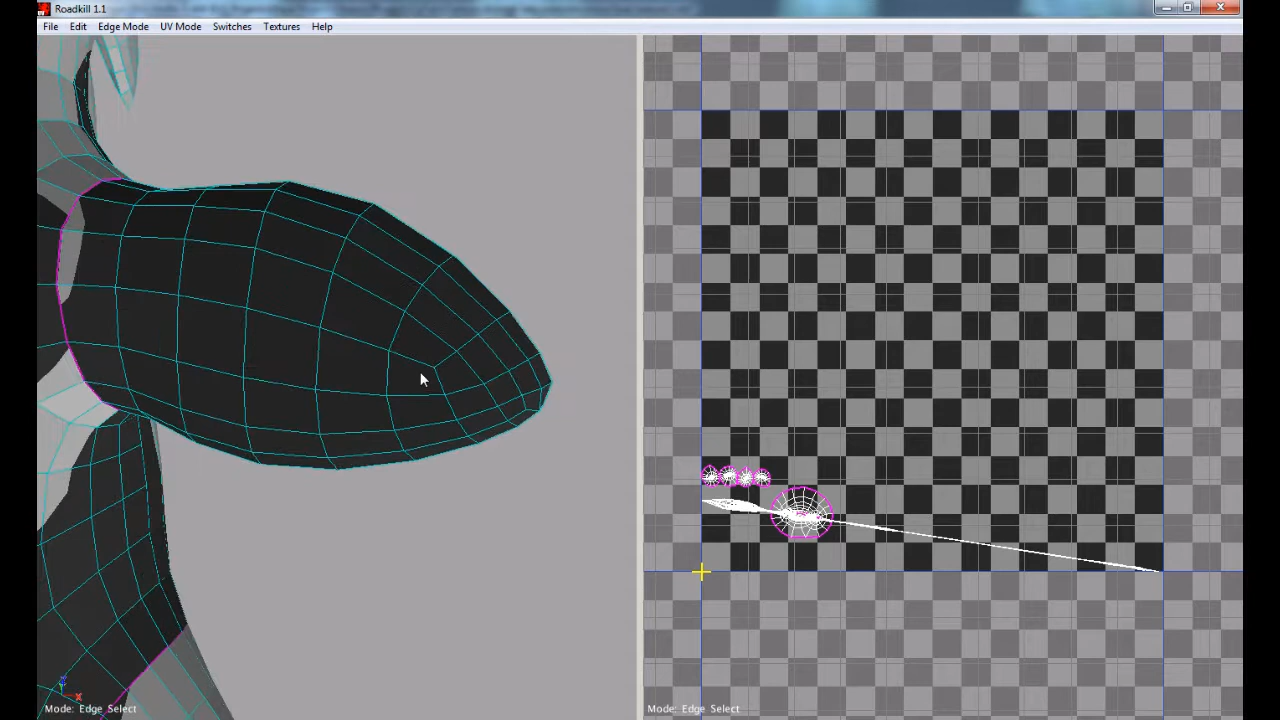 Roadkill 1.1
File Edit Edge Mode UV Mode Switches Textures Help
x
Mode: Edge Select
Mode: Edge Select